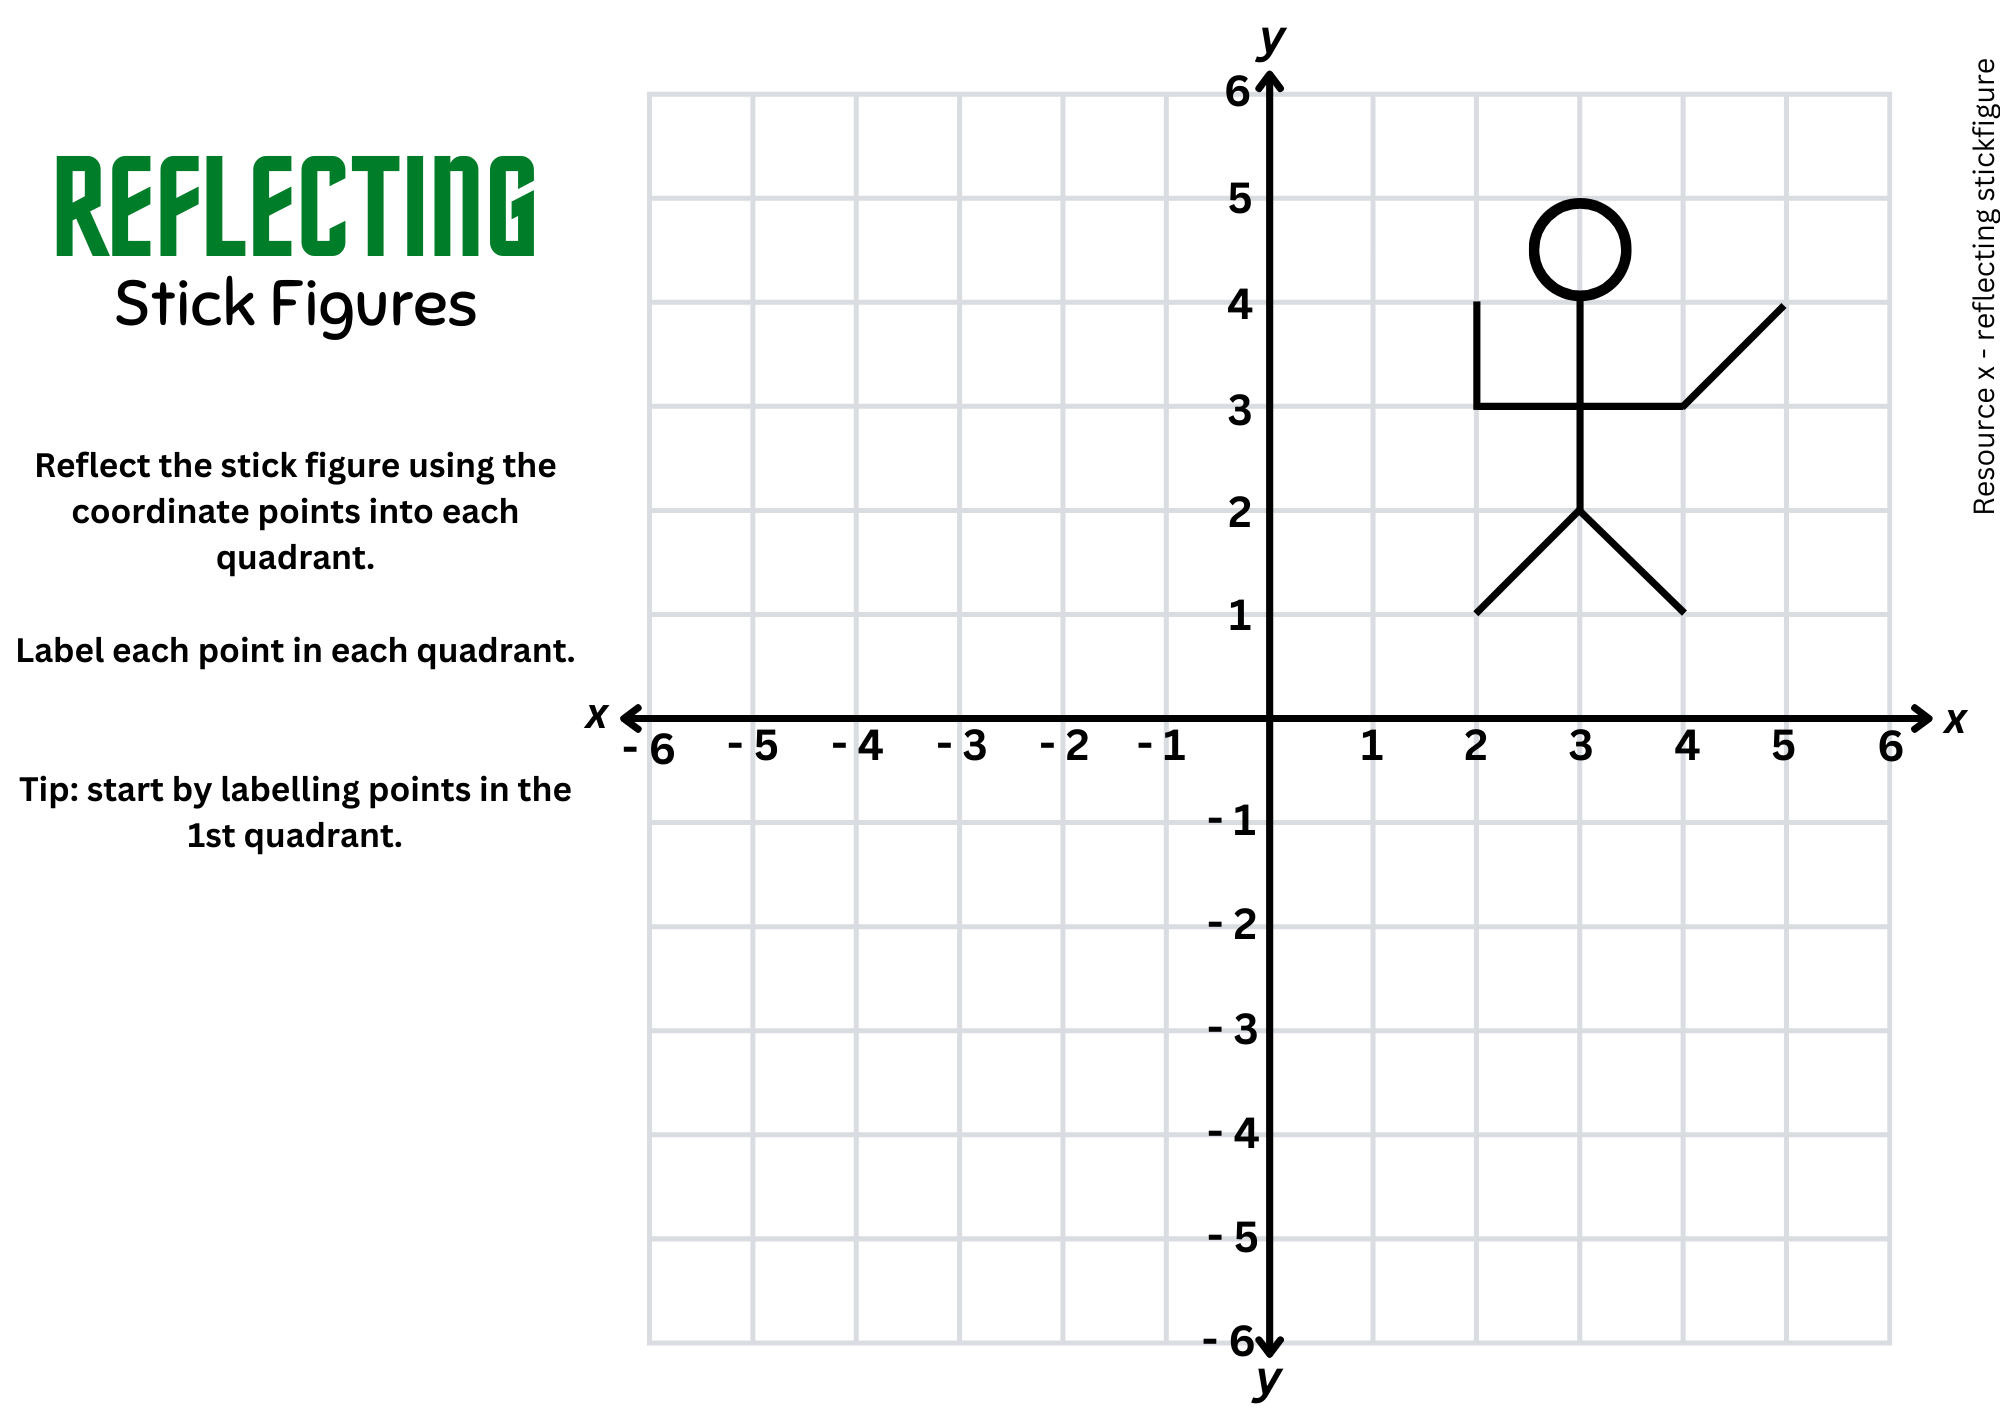 REFLECTING
Stick Figures
Reflect the stick figure using the
coordinate points into each
quadrant.
Label each point in each quadrant.
Tip: start by labelling points in the
1st quadrant.
y
6
5
4
3
2
1
x
x
-6 -5 -4 -3 -2 -1 1 2 3 4 5 6
-1
-2
-3
-4
-5
-6
y
Resource x - reflecting stickfigure